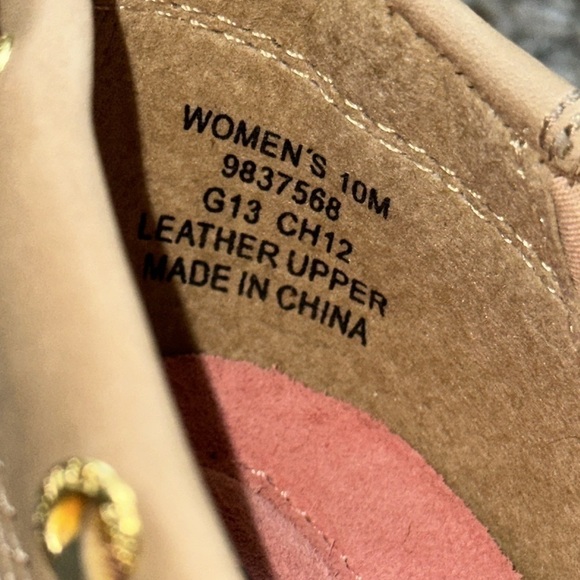 WOMEN'S 10M
9837568
G13 CH12
LEATHER UPPER
MADE IN CHINA